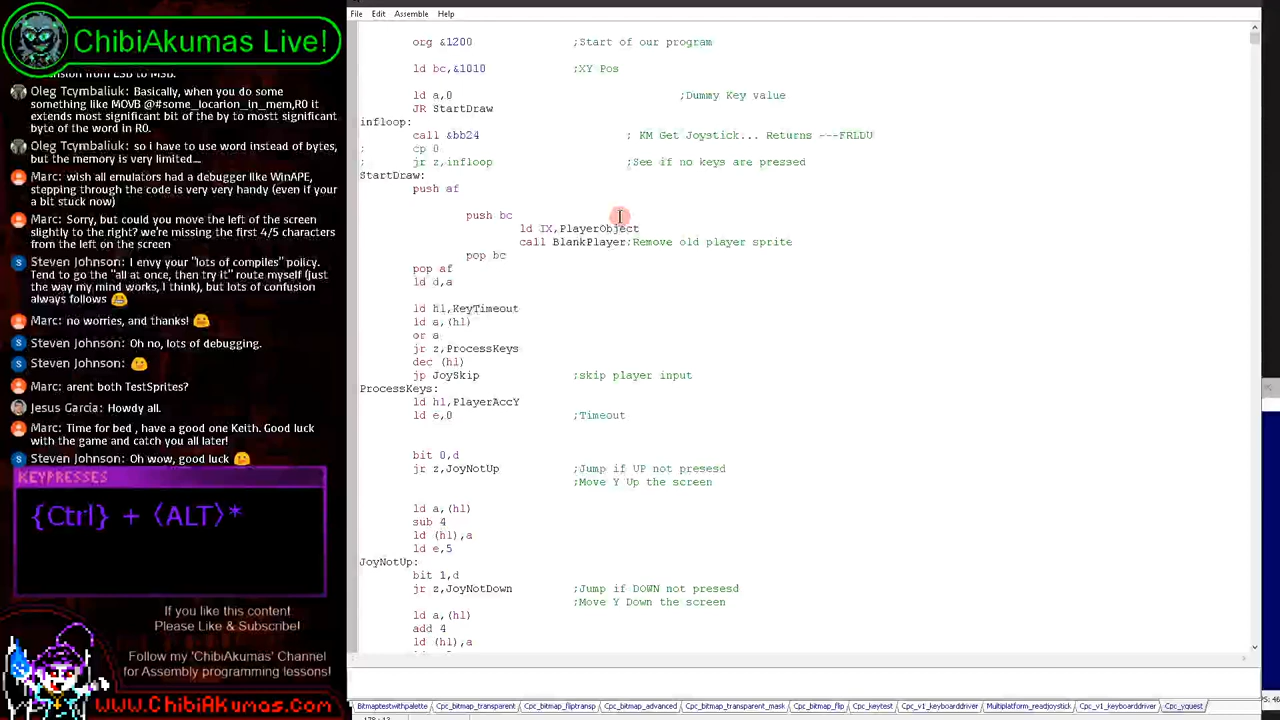 ChibiAkumas Live!
Oleg Tcymbaliuk: Basically, when you do some
something like MOVB @#some_locarion_in_mem,R0 it
extends most significant bit of the by to mostt significant
byte of the word in R0.
Oleg Tcymbaliuk: so i have to use word instead of bytes,
but the memory is very limited....
Marc: wish all emulators had a debugger like WinAPE,
stepping through the code is very very handy (even if your
a bit stuck now)
Marc: Sorry, but could you move the left of the screen
slightly to the right? we're missing the first 4/5 characters
from the left on the screen
Steven Johnson: I envy your "lots of compiles" policy.
Tend to go the "all at once, then try it" route myself (just
the way my mind works, I think), but lots of confusion
always follows
Marc: no worries, and thanks!
Steven Johnson: Oh no, lots of debugging.
Steven Johnson:
Marc: arent both TestSprites?
Jesus Garcia: Howdy all.
Marc: Time for bed , have a good one Keith. Good luck
with the game and catch you all later!
Steven Johnson: Oh wow, good luck
KEYPRESSES
{Ctrl} + <ALT>*
If you like this content
Please Like & Subscribe!
Follow my 'ChibiAkumas' Channel
for Assembly programming lessons!
www.ChibiAkumas.com
File Edit Assemble Help
org &1200 ;Start of our program
ld bc,&1010 ;XY Pos
ld a,0 ;Dummy Key value
JR StartDraw
infloop:
call &bb24 ; KM Get Joystick... Returns ---FRLDU
; cp 0
; jr z,infloop ;See if no keys are pressed
StartDraw:
push af
push bc
ld IX,PlayerObject
call BlankPlayer;Remove old player sprite
pop bc
pop af
ld d,a
ld hl,KeyTimeout
ld a,(hl)
or a
jr z,ProcessKeys
dec (hl)
jp JoySkip ;skip player input
ProcessKeys:
ld hl,PlayerAccY
ld e,0 ;Timeout
bit 0,d
jr z,JoyNotUp ;Jump if UP not presesd
;Move Y Up the screen
ld a,(hl)
sub 4
ld (hl),a
ld e,5
JoyNotUp:
bit 1,d
jr z,JoyNotDown ;Jump if DOWN not presesd
;Move Y Down the screen
ld a,(hl)
add 4
ld (hl),a
Bitmaptestwithpalette Cpc_bitmap_transparent Cpc_bitmap_fliptransp Cpc_bitmap_advanced Cpc_bitmap_transparent_mask Cpc_bitmap_flip Cpc_keytest Cpc_v1_keyboarddriver Multiplatform_readjoystick Cpc_v1_keyboarddriver Cpc_yquest